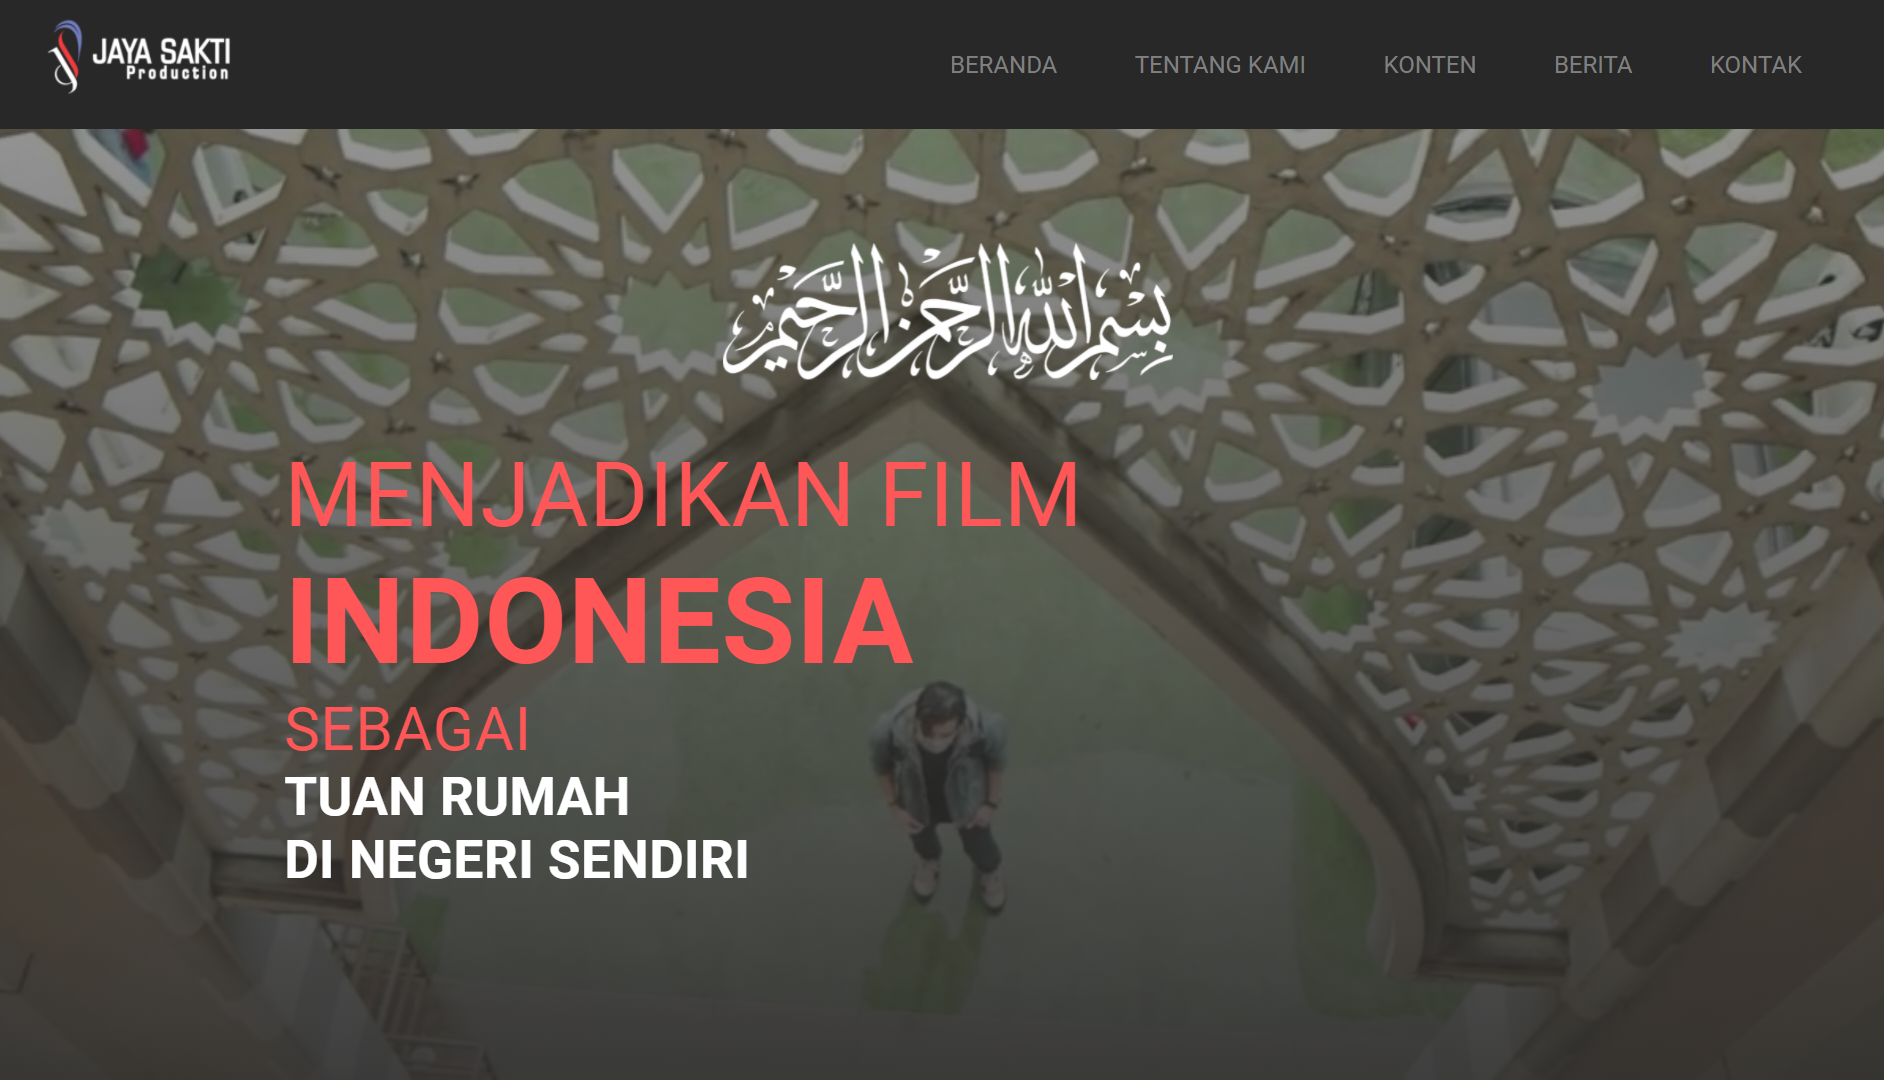 JAYA SAKTI
Production
BERANDA TENTANG KAMI KONTEN BERITA KONTAK
بسم الله الرحمن الرحيم
MENJADIKAN FILM
INDONESIA
SEBAGAI
TUAN RUMAH
DI NEGERI SENDIRI